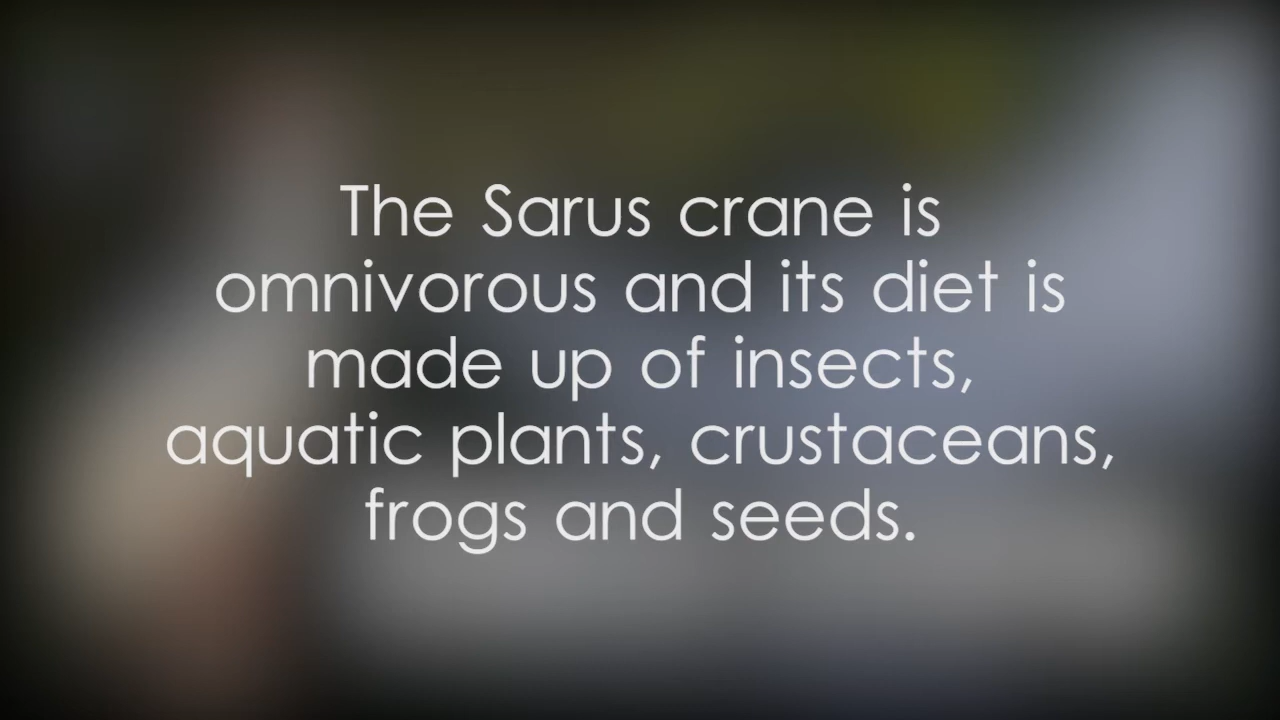 The Sarus crane is
omnivorous and its diet is
made up of insects,
aquatic plants, crustaceans,
frogs and seeds.